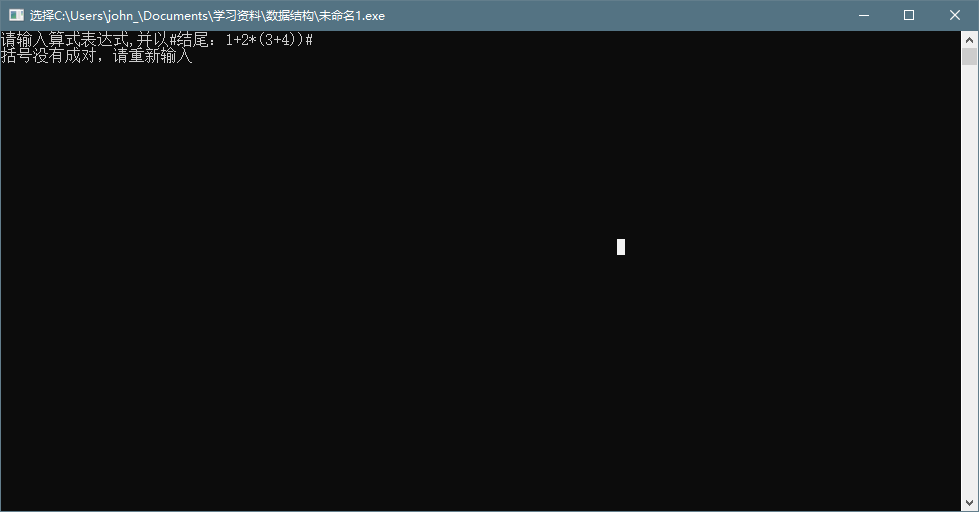 选择C:\Users\john_\Documents\学习资料\数据结构\未命名1.exe
请输入算式表达式,并以#结尾：1+2*(3+4))#
括号没有成对，请重新输入